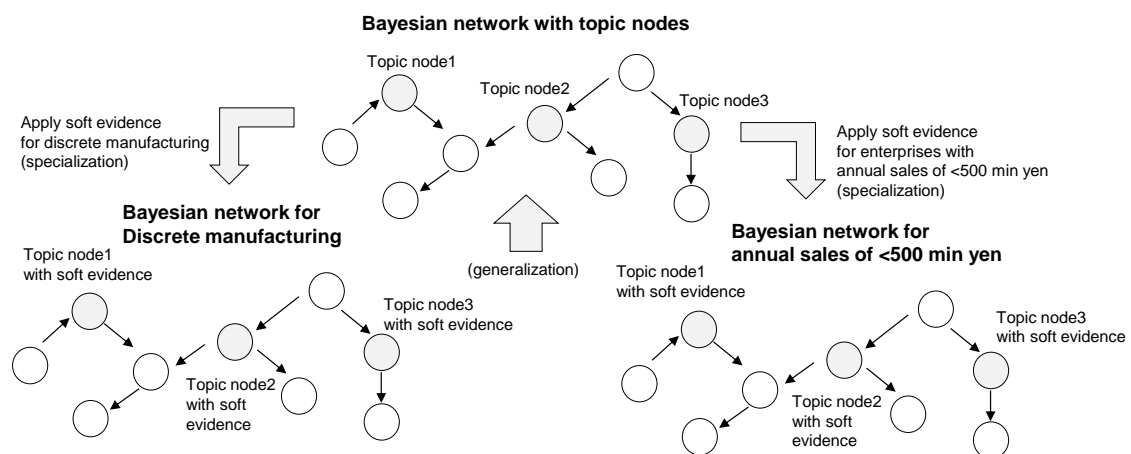 Bayesian network with topic nodes
Topic node1
Topic node2
Topic node3
Apply soft evidence
for discrete manufacturing
(specialization)
Apply soft evidence
for enterprises with
annual sales of <500 min yen
(specialization)
Bayesian network for
Discrete manufacturing
(generalization)
Bayesian network for
annual sales of <500 min yen
Topic node1
with soft evidence
Topic node3
with soft evidence
Topic node2
with soft
evidence
Topic node1
with soft evidence
Topic node3
with soft evidence
Topic node2
with soft
evidence